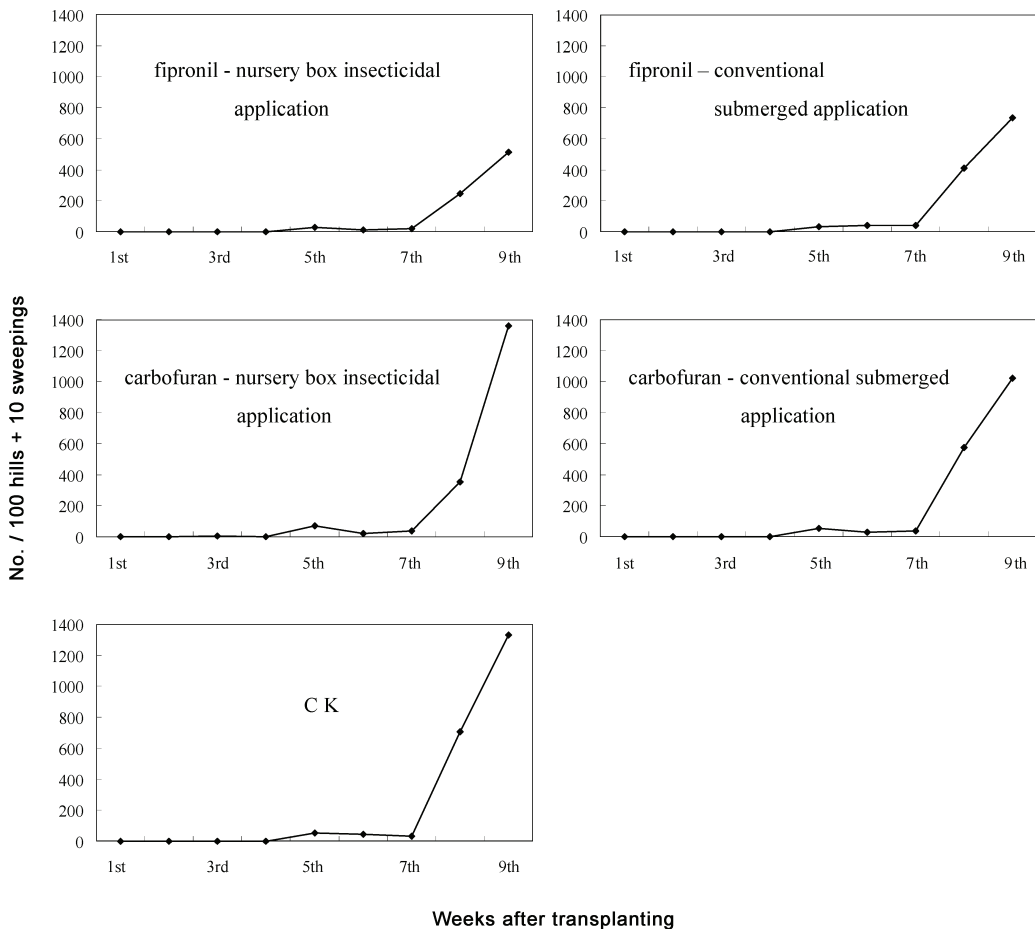 1400
1200
1000
800
600
400
200
0
fipronil - nursery box insecticidal
application
1st 3rd 5th 7th 9th
1400
1200
1000
800
600
400
200
0
fipronil – conventional
submerged application
1st 3rd 5th 7th 9th
No. / 100 hills + 10 sweepings
1400
1200
1000
800
600
400
200
0
carbofuran - nursery box insecticidal
application
1st 3rd 5th 7th 9th
1400
1200
1000
800
600
400
200
0
carbofuran - conventional submerged
application
1st 3rd 5th 7th 9th
1400
1200
1000
800
600
400
200
0
C K
1st 3rd 5th 7th 9th
Weeks after transplanting